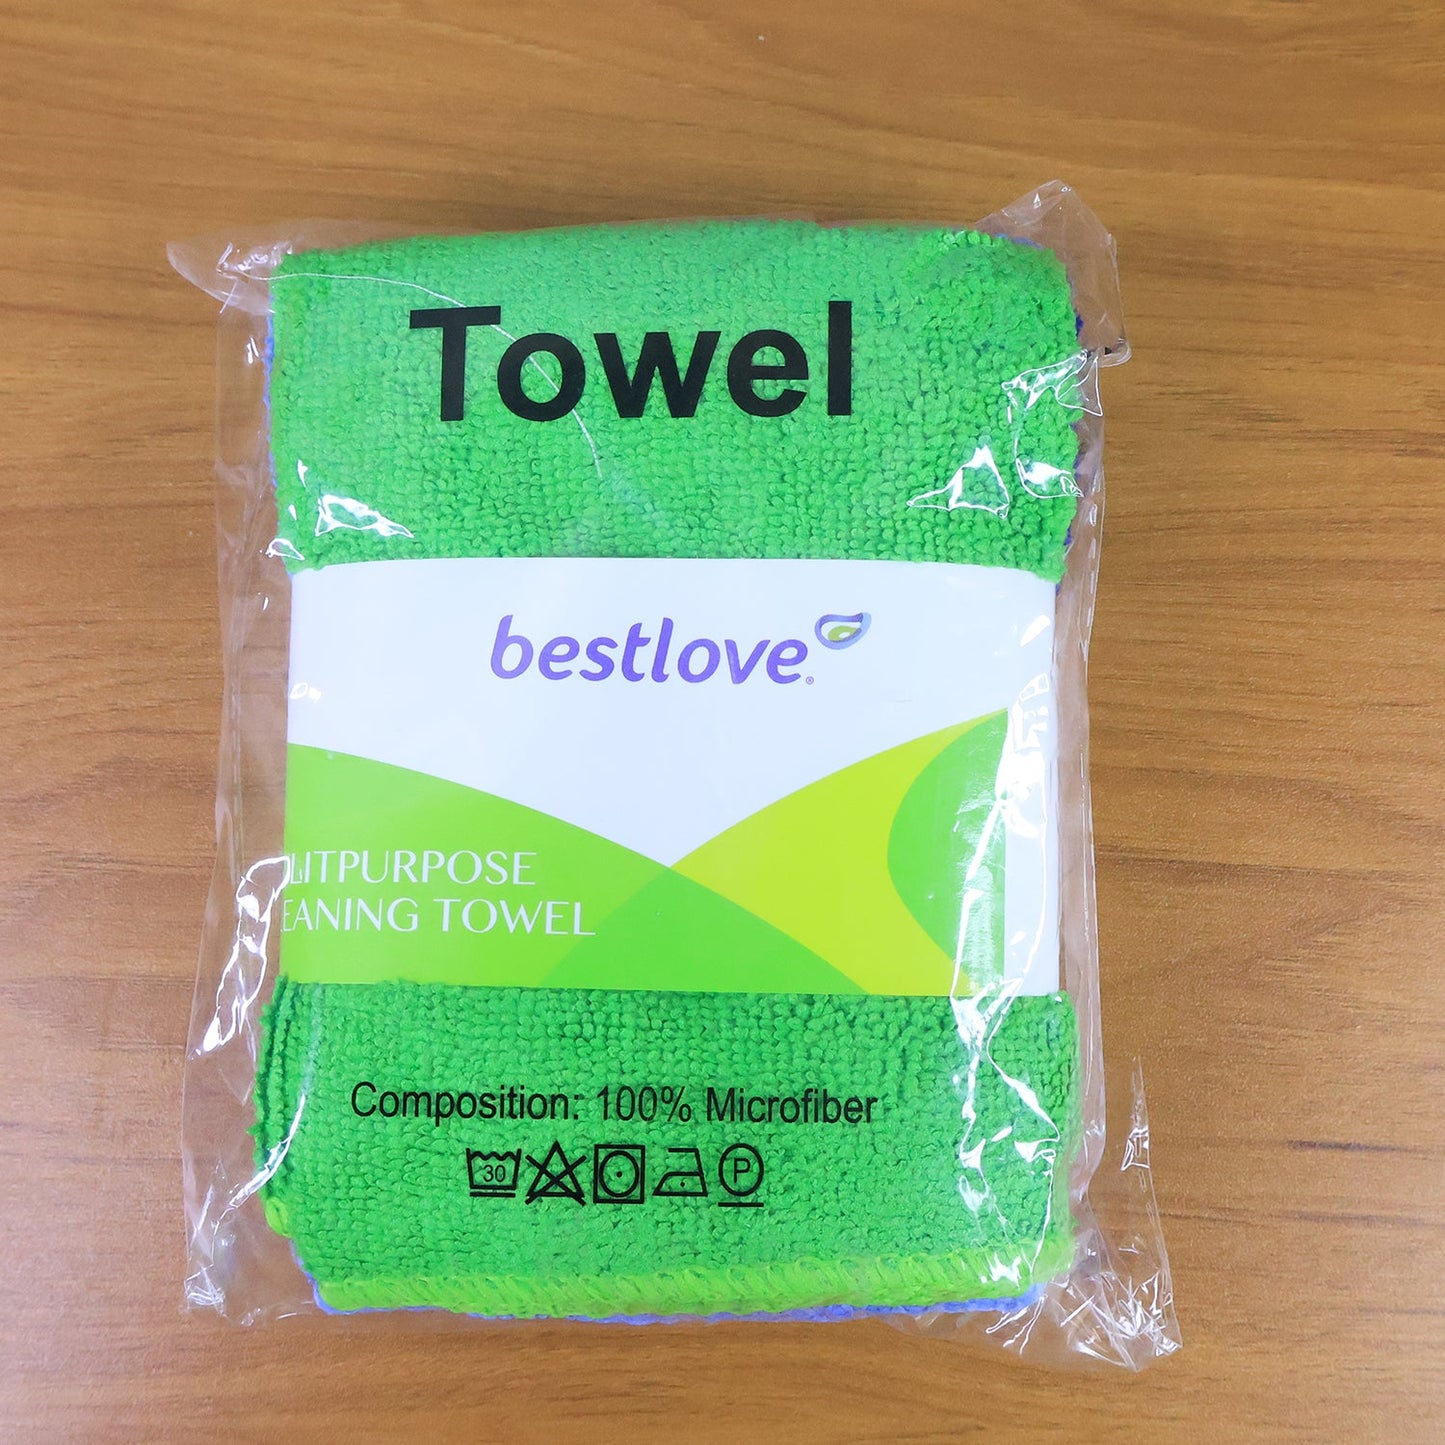 Towel
bestlove®
LITPURPOSE
EANING TOWEL
Composition: 100% Microfiber
30 P